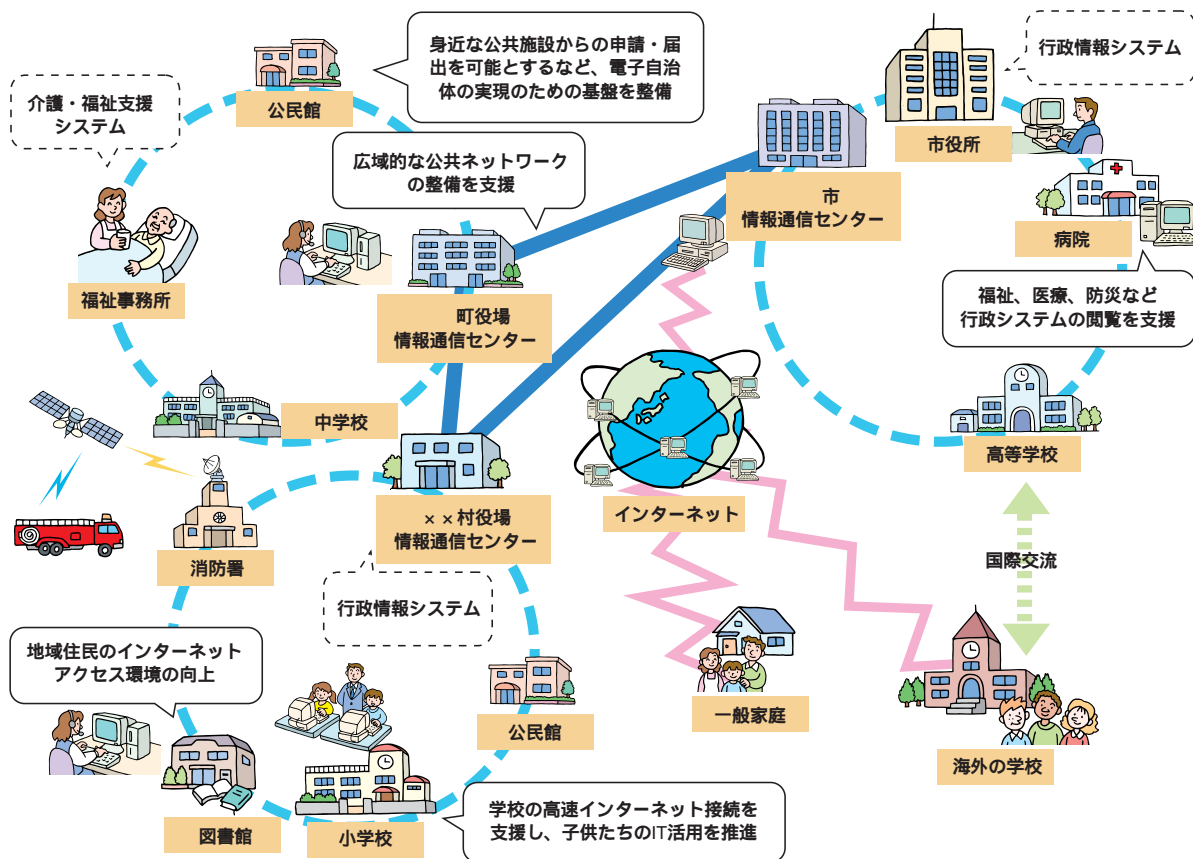 身近な公共施設からの申請・届
出を可能とするなど、電子自治
体の実現のための基盤を整備
行政情報システム
介護・福祉支援
システム
公民館
市役所
広域的な公共ネットワーク
の整備を支援
市
情報通信センター
病院
福祉事務所
町役場
情報通信センター
福祉、医療、防災など
行政システムの閲覧を支援
中学校
高等学校
インターネット
××村役場
情報通信センター
消防署
国際交流
行政情報システム
地域住民のインターネット
アクセス環境の向上
公民館
一般家庭
海外の学校
図書館
小学校
学校の高速インターネット接続を
支援し、子供たちのIT活用を推進